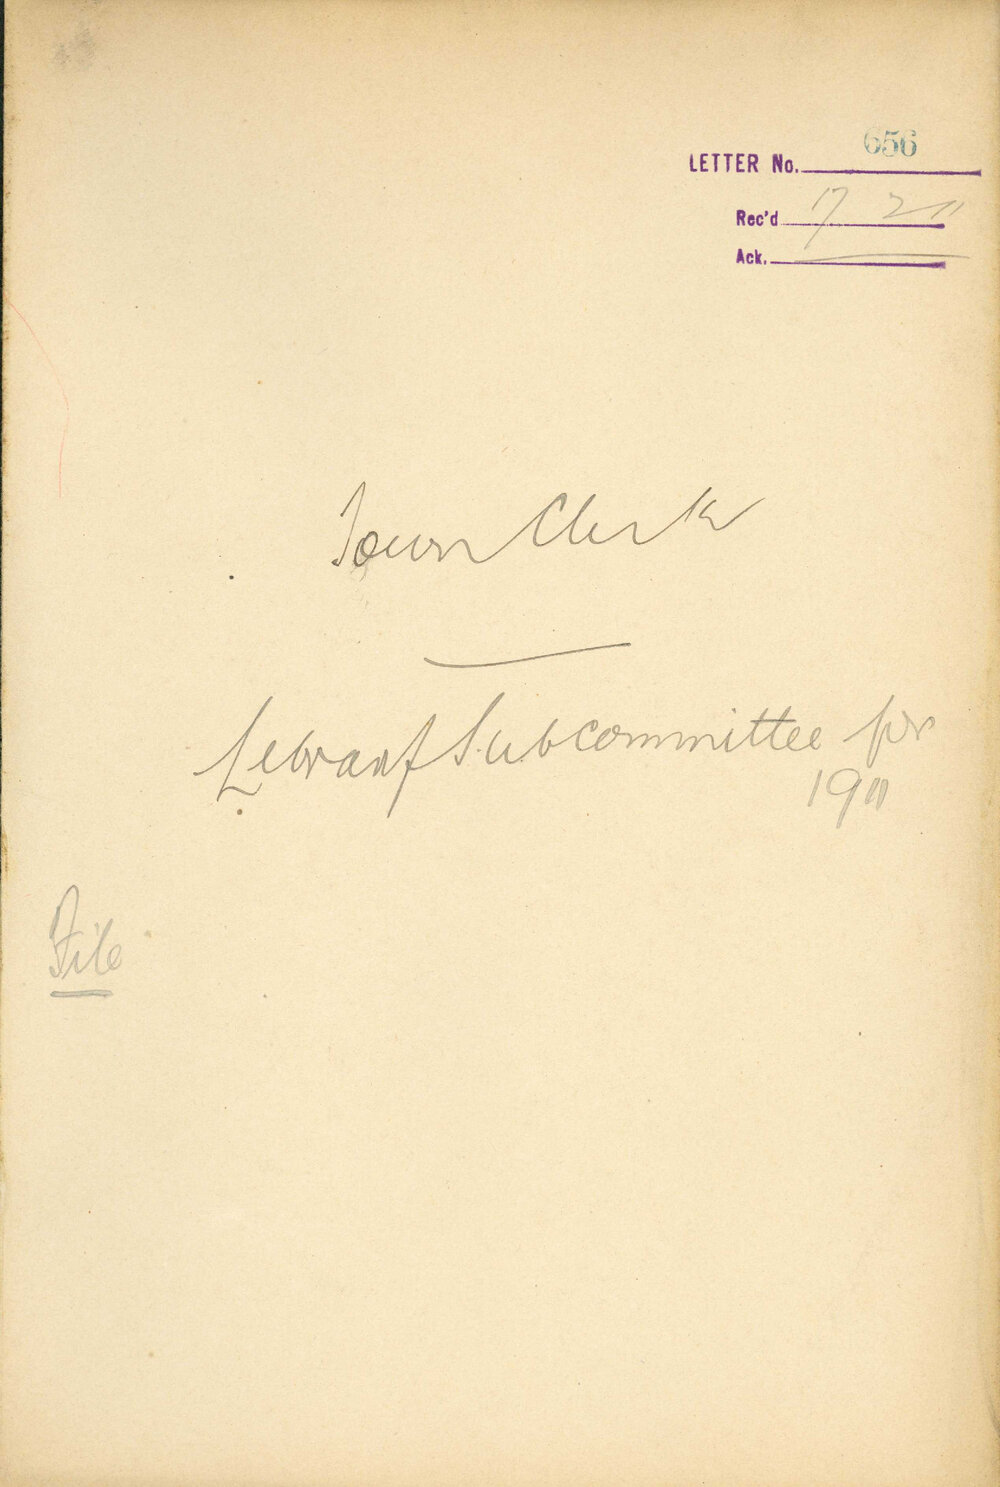 LETTER No. 656
Rec'd 17 2 11
Ack.
Town Clerk
Library Subcommittee for
1911
File